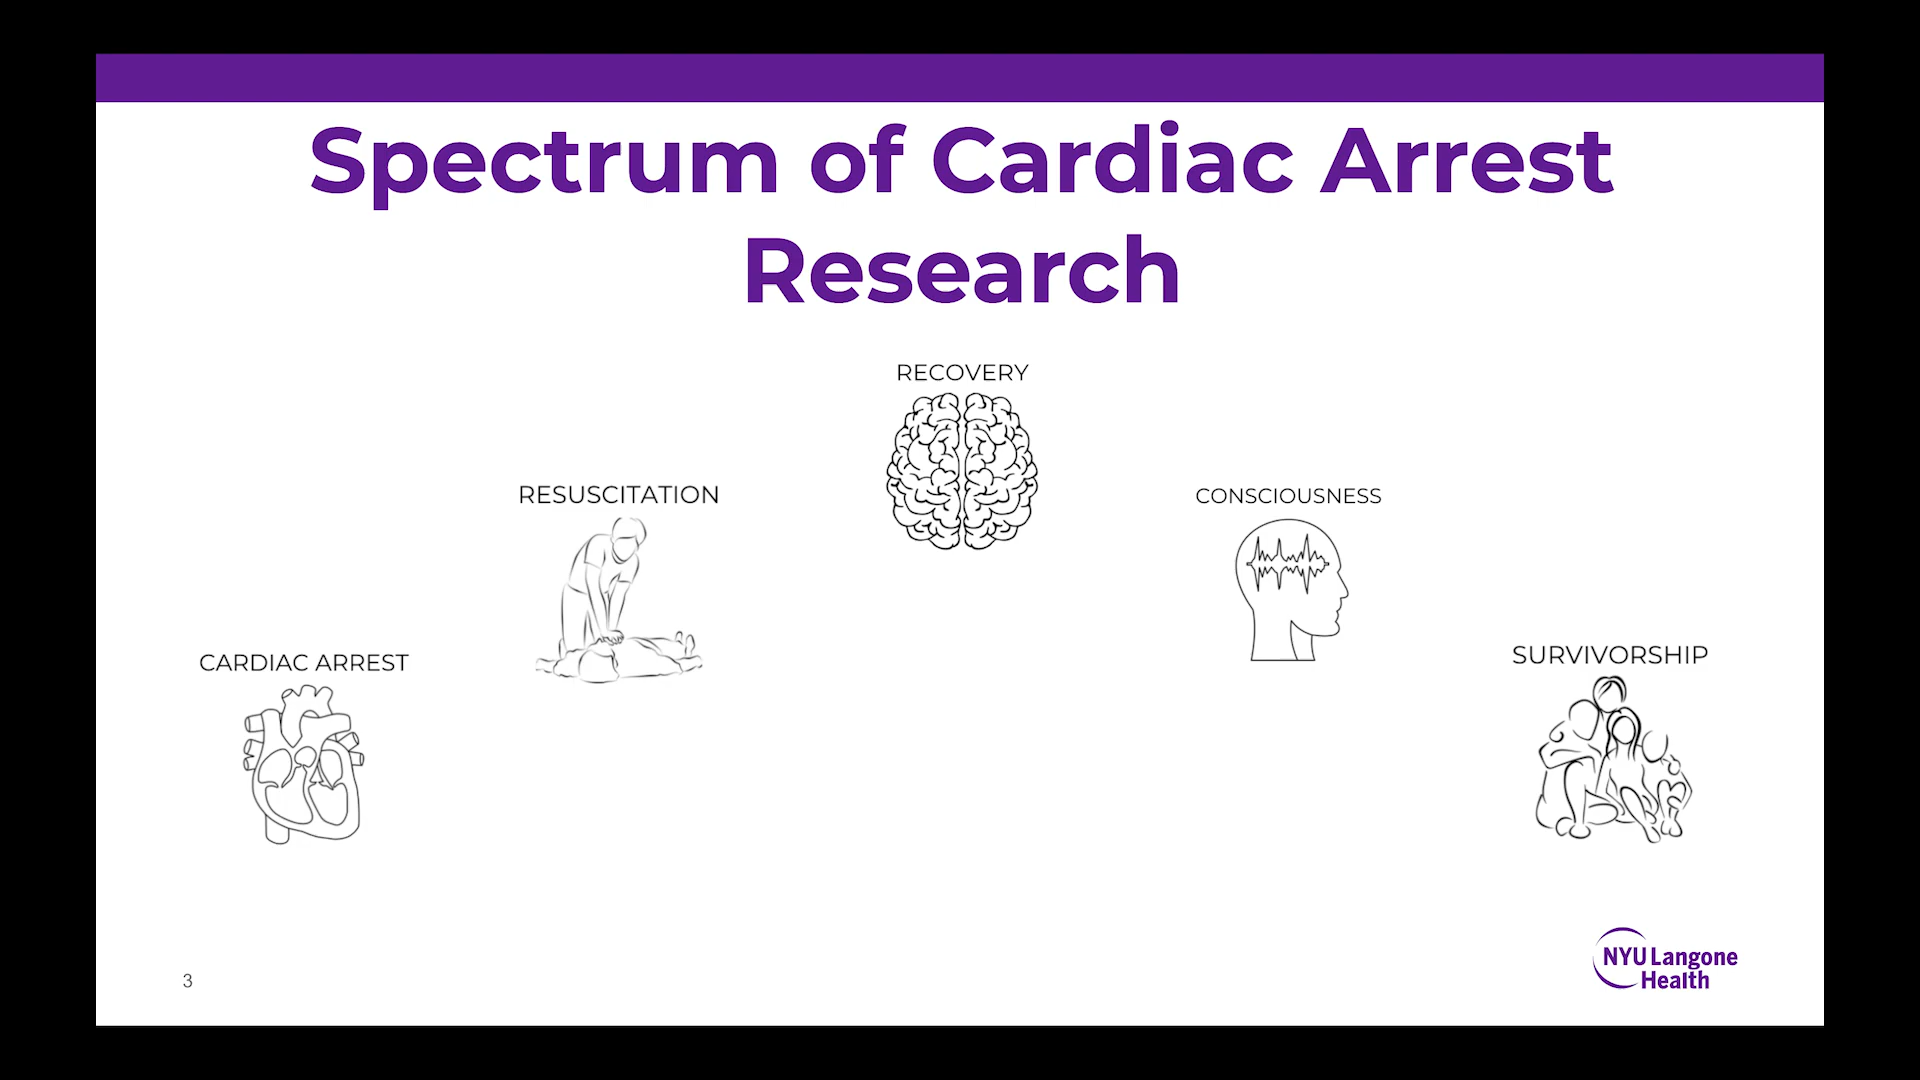 Spectrum of Cardiac Arrest
Research
RECOVERY
RESUSCITATION
CONSCIOUSNESS
CARDIAC ARREST
SURVIVORSHIP
3
NYU Langone
Health